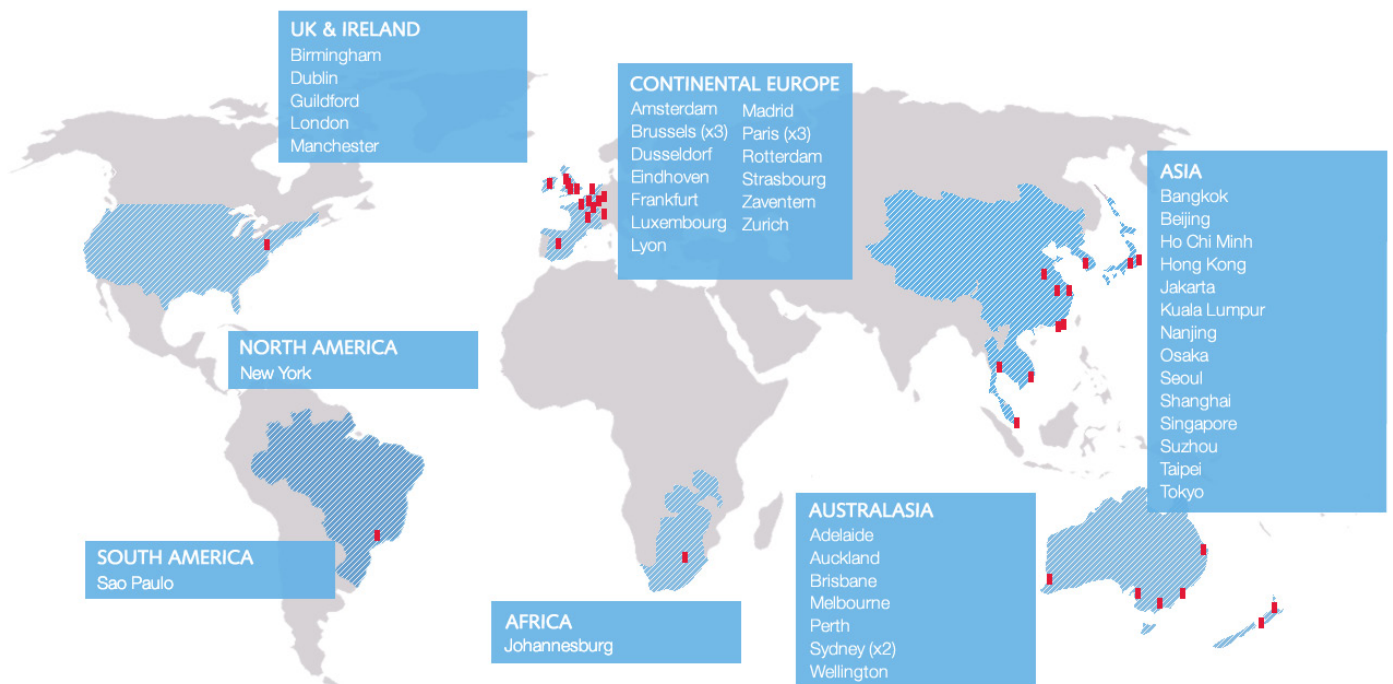 UK & IRELAND
Birmingham
Dublin
Guildford
London
Manchester
CONTINENTAL EUROPE
Amsterdam
Brussels (x3)
Dusseldorf
Eindhoven
Frankfurt
Luxembourg
Lyon
Madrid
Paris (x3)
Rotterdam
Strasbourg
Zaventem
Zurich
ASIA
Bangkok
Beijing
Ho Chi Minh
Hong Kong
Jakarta
Kuala Lumpur
Nanjing
Osaka
Seoul
Shanghai
Singapore
Suzhou
Taipei
Tokyo
NORTH AMERICA
New York
SOUTH AMERICA
Sao Paulo
AFRICA
Johannesburg
AUSTRALASIA
Adelaide
Auckland
Brisbane
Melbourne
Perth
Sydney (x2)
Wellington